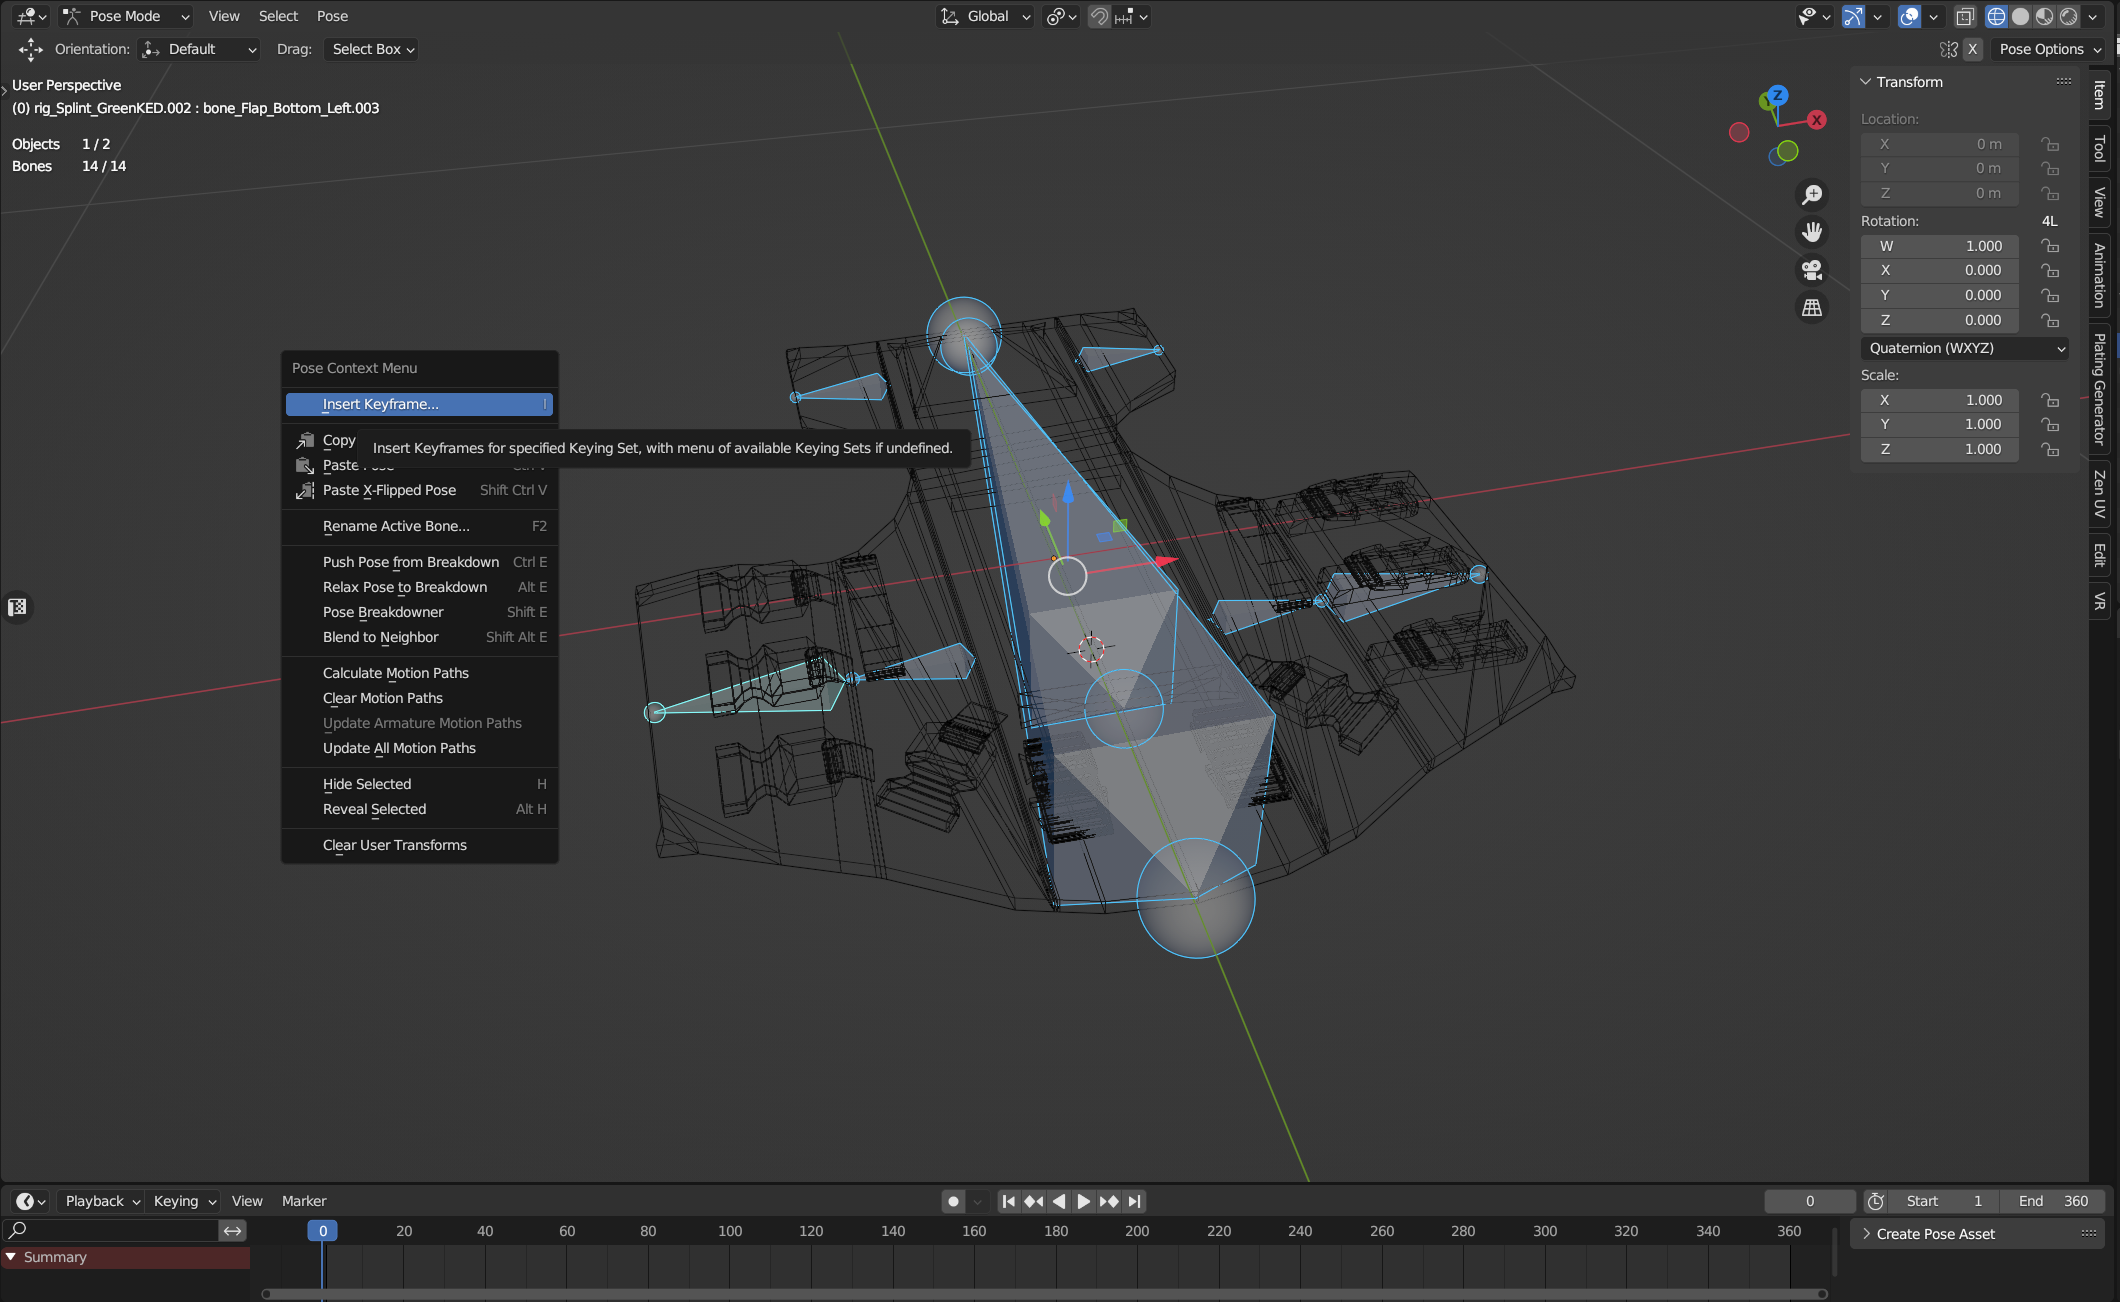 Pose Mode View Select Pose Global
Orientation: Default Drag: Select Box X Pose Options
User Perspective
(0) rig_Splint_GreenKED.002 : bone_Flap_Bottom_Left.003
Objects 1 / 2
Bones 14 / 14
Z
X
Pose Context Menu
Insert Keyframe... I
Copy
Insert Keyframes for specified Keying Set, with menu of available Keying Sets if undefined.
Paste
Paste X-Flipped Pose Shift Ctrl V
Rename Active Bone... F2
Push Pose from Breakdown Ctrl E
Relax Pose to Breakdown Alt E
Pose Breakdowner Shift E
Blend to Neighbor Shift Alt E
Calculate Motion Paths
Clear Motion Paths
Update Armature Motion Paths
Update All Motion Paths
Hide Selected H
Reveal Selected Alt H
Clear User Transforms
Transform
Location:
X 0 m
Y 0 m
Z 0 m
Rotation: 4L
W 1.000
X 0.000
Y 0.000
Z 0.000
Quaternion (WXYZ)
Scale:
X 1.000
Y 1.000
Z 1.000
Item
Tool
View
Animation
Plating Generator
Zen UV
Edit
VR
Playback Keying View Marker 0 Start 1 End 360
0 20 40 60 80 100 120 140 160 180 200 220 240 260 280 300 320 340 360
Create Pose Asset
Summary